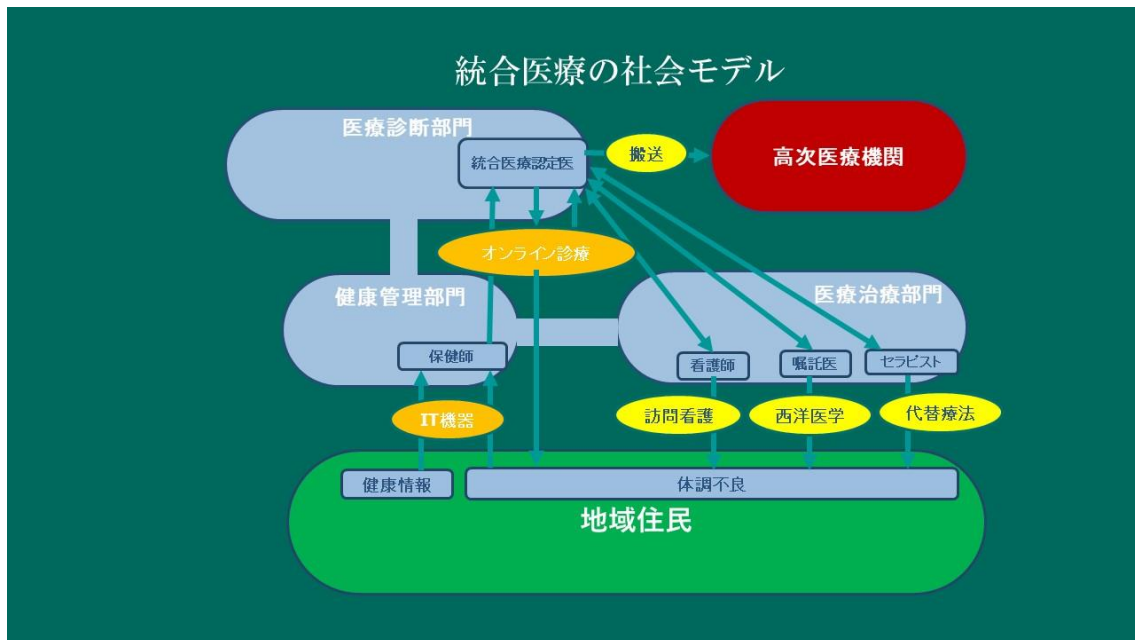 統合医療の社会モデル
医療診断部門
統合医療認定医
搬送
高次医療機関
オンライン診療
健康管理部門
医療治療部門
保健師
看護師
嘱託医
セラピスト
IT機器
訪問看護
西洋医学
代替療法
健康情報
体調不良
地域住民